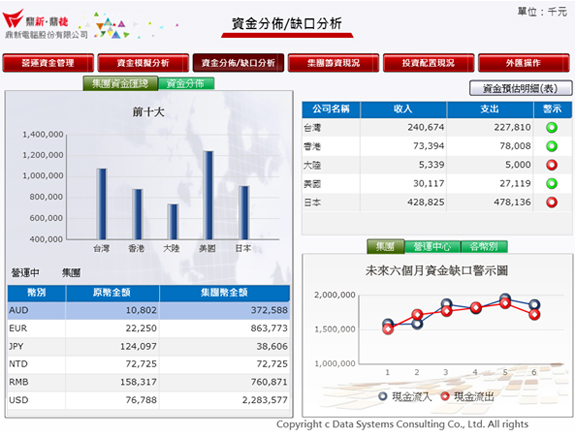 鼎新·鼎捷
鼎新電腦股份有限公司
資金分佈/缺口分析
單位：千元
營運資金管理
資金模擬分析
資金分佈/缺口分析
集團籌資現況
投資配置現況
外匯操作
集團資金匯總
資金分佈
前十大
1,400,000
1,200,000
1,000,000
800,000
600,000
400,000
台灣 香港 大陸 美國 日本
營運中 集團
幣別 原幣金額 集團幣金額
AUD 10,802 372,588
EUR 22,250 863,773
JPY 124,097 38,606
NTD 72,725 72,725
RMB 158,317 760,871
USD 76,788 2,283,577
資金預估明細(表)
公司名稱 收入 支出 警示
台灣 240,674 227,810
香港 73,394 78,008
大陸 5,339 5,000
美國 30,117 27,119
日本 428,825 478,136
集團 營運中心 各幣別
未來六個月資金缺口警示圖
2,000,000
1,500,000
1,000,000
1 2 3 4 5 6
現金流入 現金流出
Copyright c Data Systems Consulting Co., Ltd. All rights